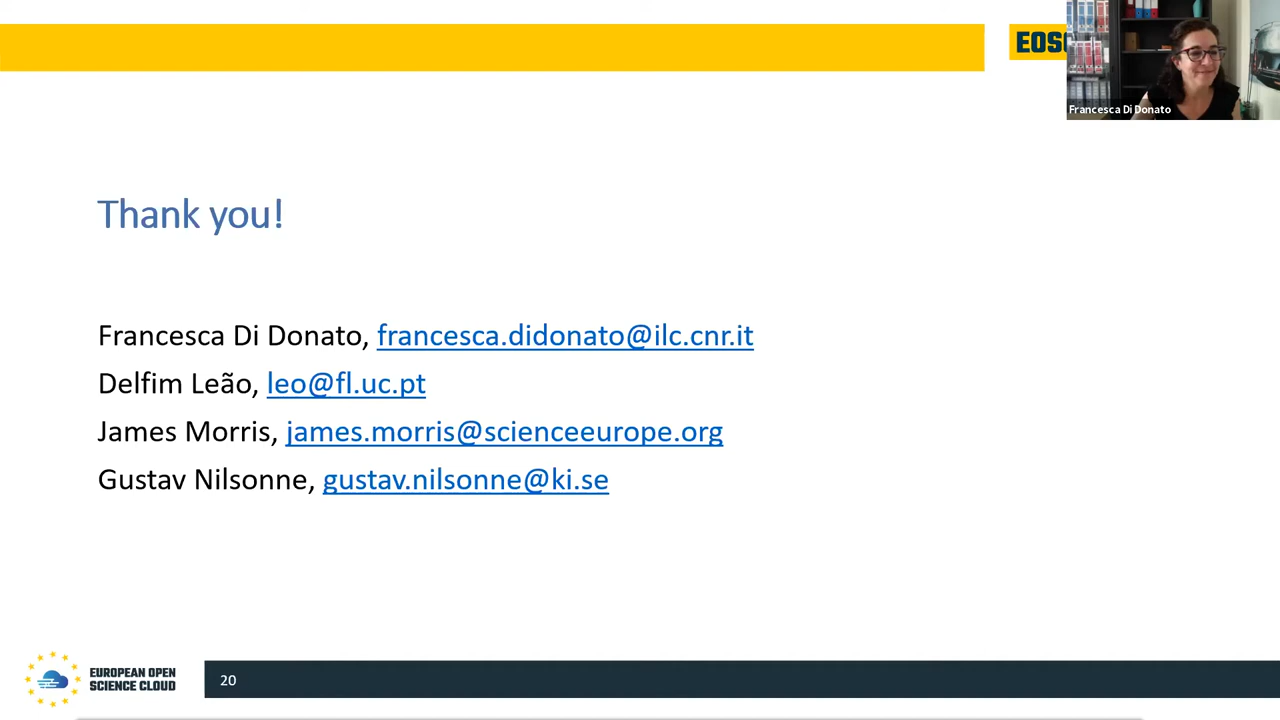 EOSC
Francesca Di Donato
Thank you!
Francesca Di Donato, francesca.didonato@ilc.cnr.it
Delfim Leão, leo@fl.uc.pt
James Morris, james.morris@scienceeurope.org
Gustav Nilsonne, gustav.nilsonne@ki.se
EUROPEAN OPEN
SCIENCE CLOUD
20